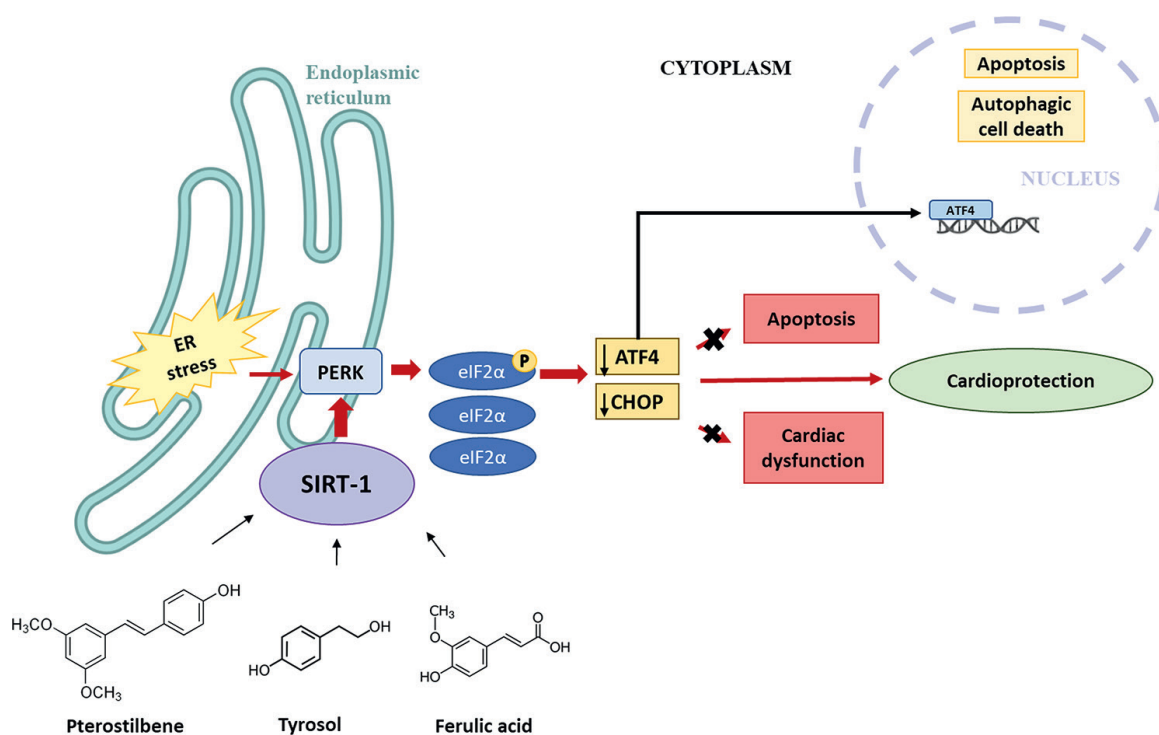 Endoplasmic
reticulum
CYTOPLASM
Apoptosis
Autophagic
cell death
NUCLEUS
ATF4
ER
stress
PERK
eIF2α
P
eIF2α
eIF2α
SIRT-1
ATF4
CHOP
Apoptosis
Cardioprotection
Cardiac
dysfunction
OH
H₃CO
OCH₃
Pterostilbene
OH
HO
Tyrosol
CH₃
O
O
OH
HO
Ferulic acid